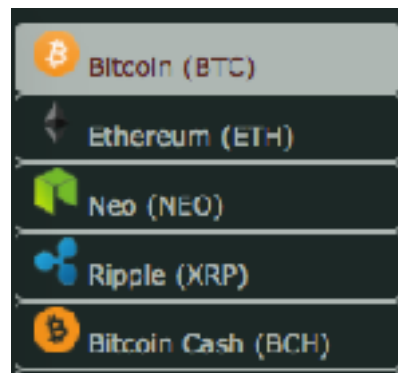 Bitcoin (BTC)
Ethereum (ETH)
Neo (NEO)
Ripple (XRP)
Bitcoin Cash (BCH)